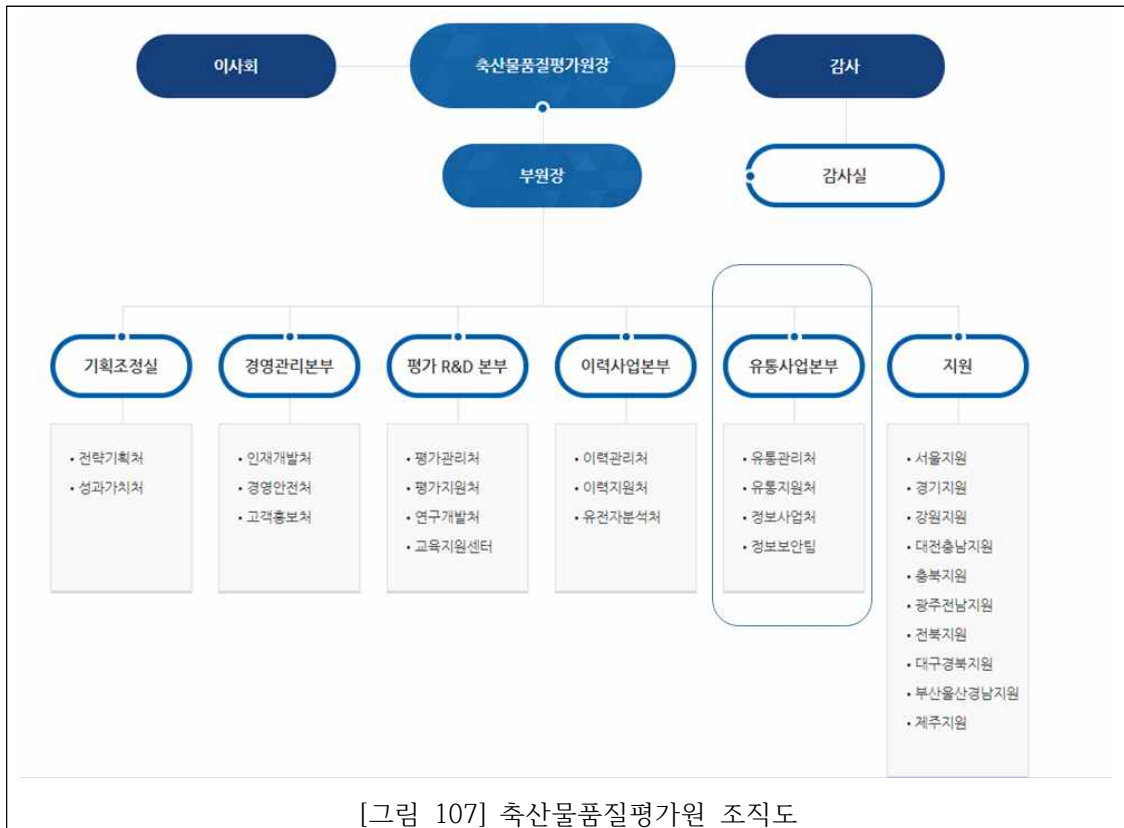 이사회
축산물품질평가원장
감사
부원장
감사실
기획조정실
경영관리본부
평가 R&D 본부
이력사업본부
유통사업본부
지원
• 전략기획처
• 성과가치처
• 인재개발처
• 경영안전처
• 고객홍보처
• 평가관리처
• 평가지원처
• 연구개발처
• 교육지원센터
• 이력관리처
• 이력지원처
• 유전자분석처
• 유통관리처
• 유통지원처
• 정보사업처
• 정보보안팀
• 서울지원
• 경기지원
• 강원지원
• 대전충남지원
• 충북지원
• 광주전남지원
• 전북지원
• 대구경북지원
• 부산울산경남지원
• 제주지원
[그림 107] 축산물품질평가원 조직도